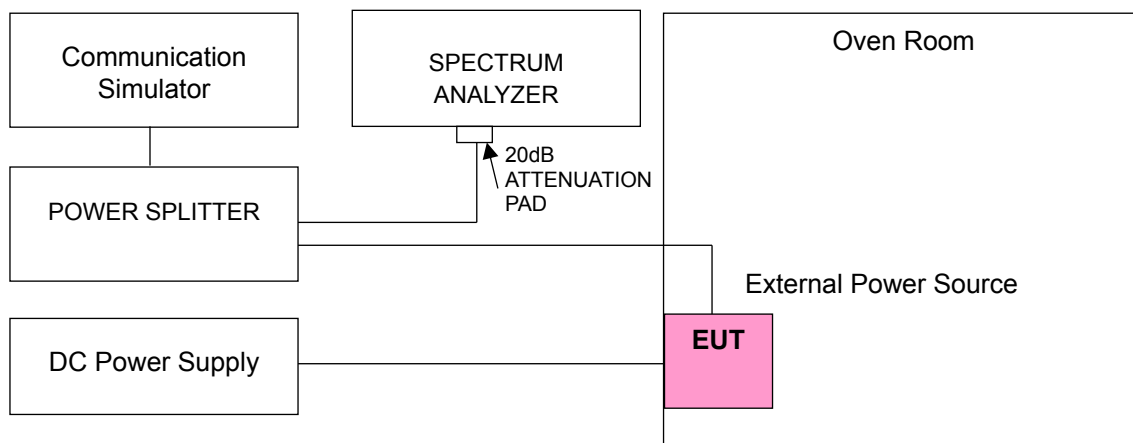 Communication
Simulator
SPECTRUM
ANALYZER
Oven Room
20dB
ATTENUATION
PAD
POWER SPLITTER
External Power Source
EUT
DC Power Supply